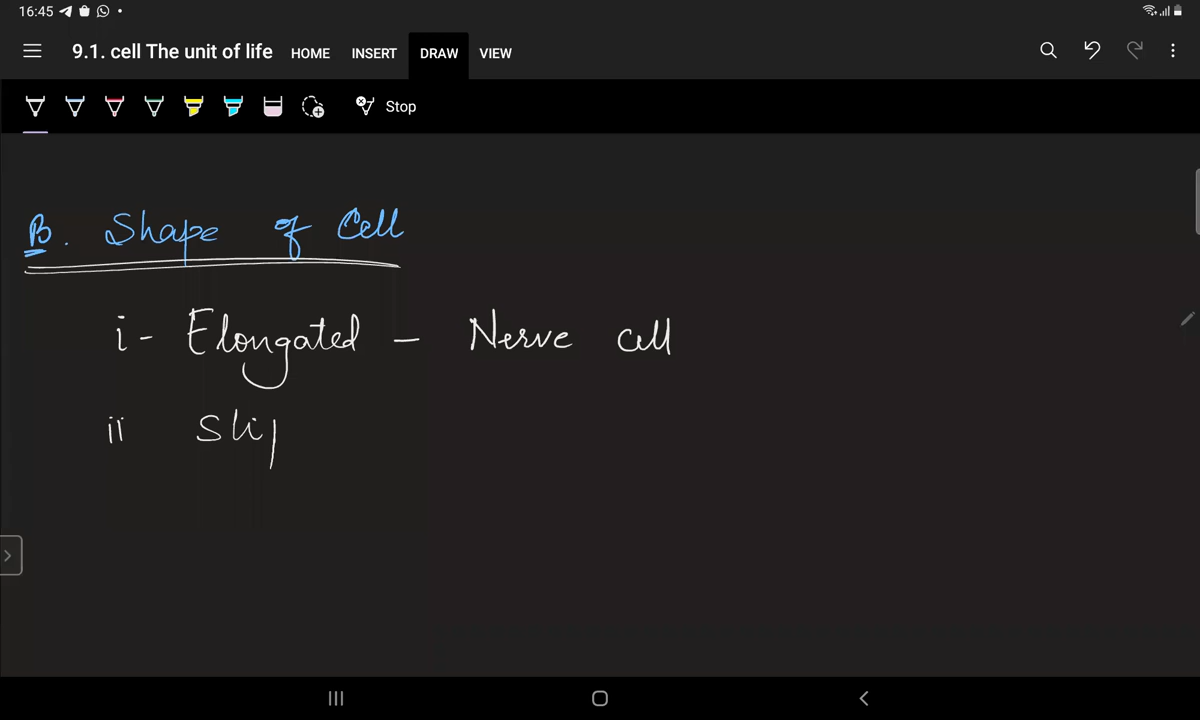 16:45
9.1. cell The unit of life HOME INSERT DRAW VIEW
Stop
B. Shape of Cell
i- Elongated - Nerve cell
ii